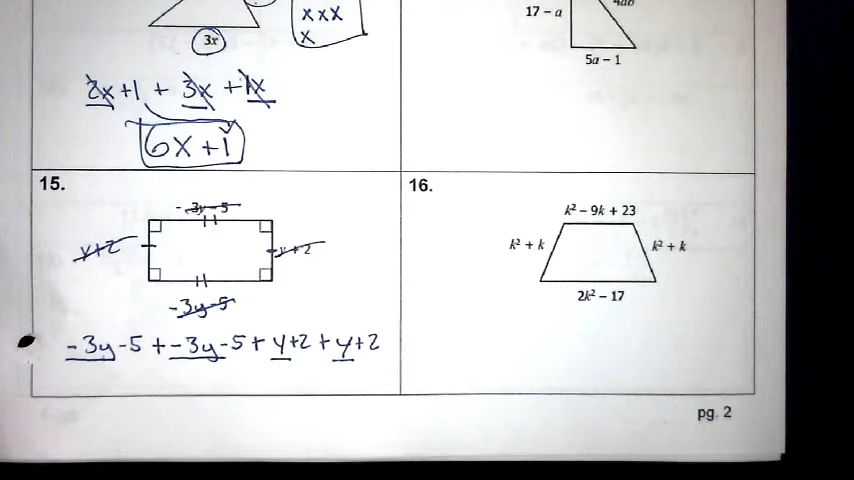 17 – a
4ab
5a – 1
3x
x x x
x
2x +1 + 3x + 1x
6x + 1
15.
16.
-3y-5
y+2
y + 2
-3y-5
-3y-5 + -3y-5 + y+2 + y+2
k² – 9k + 23
k² + k
k² + k
2k² – 17
pg. 2